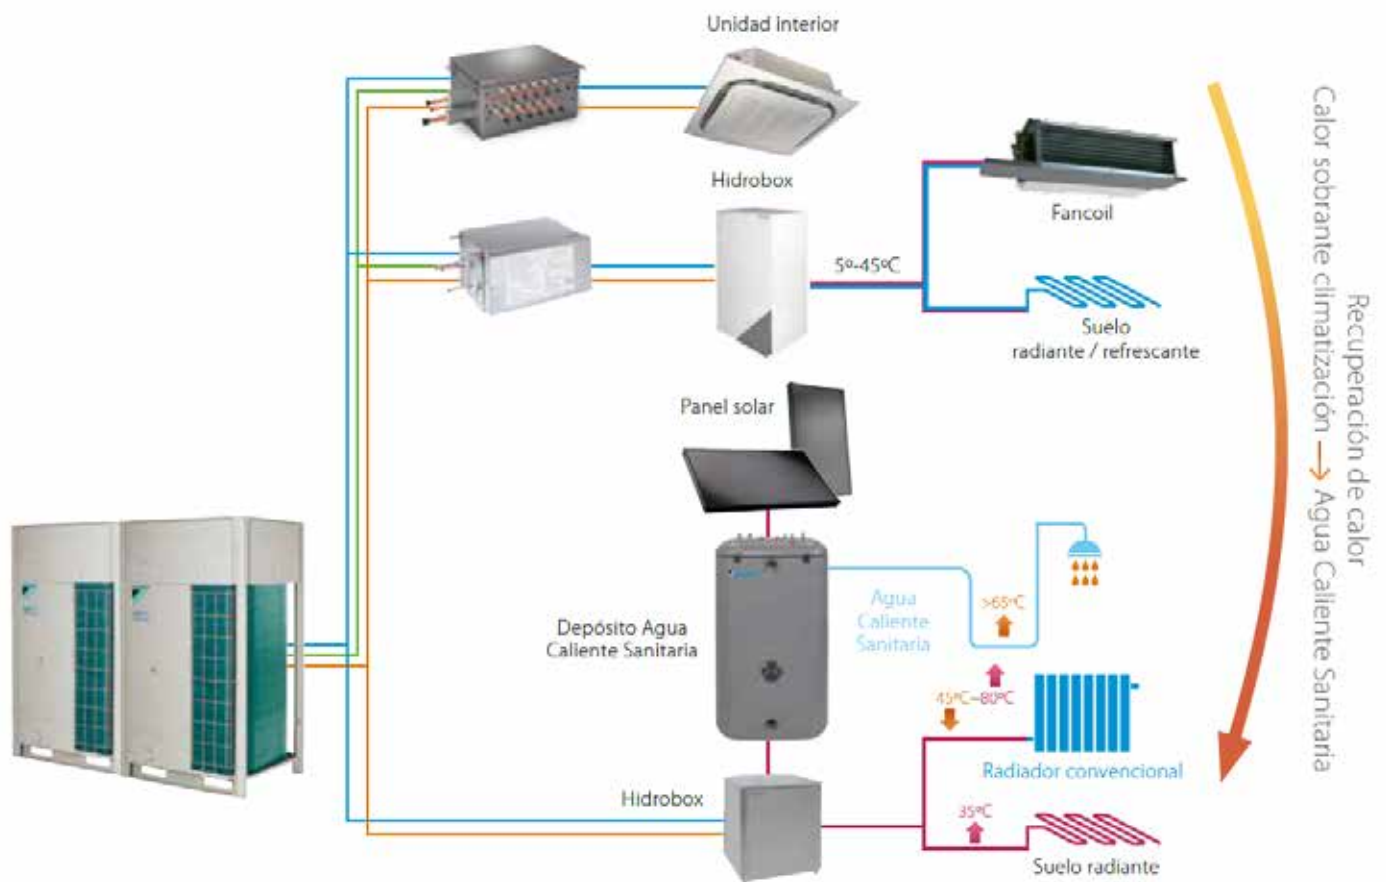 Unidad interior
Hidrobox
Fancoil
5º-45ºC
Suelo
radiante / refrescante
Panel solar
Depósito Agua
Caliente Sanitaria
Agua
Caliente
Sanitaria
>65ºC
45ºC–80ºC
Radiador convencional
Hidrobox
35ºC
Suelo radiante
Recuperación de calor
Calor sobrante climatización → Agua Caliente Sanitaria